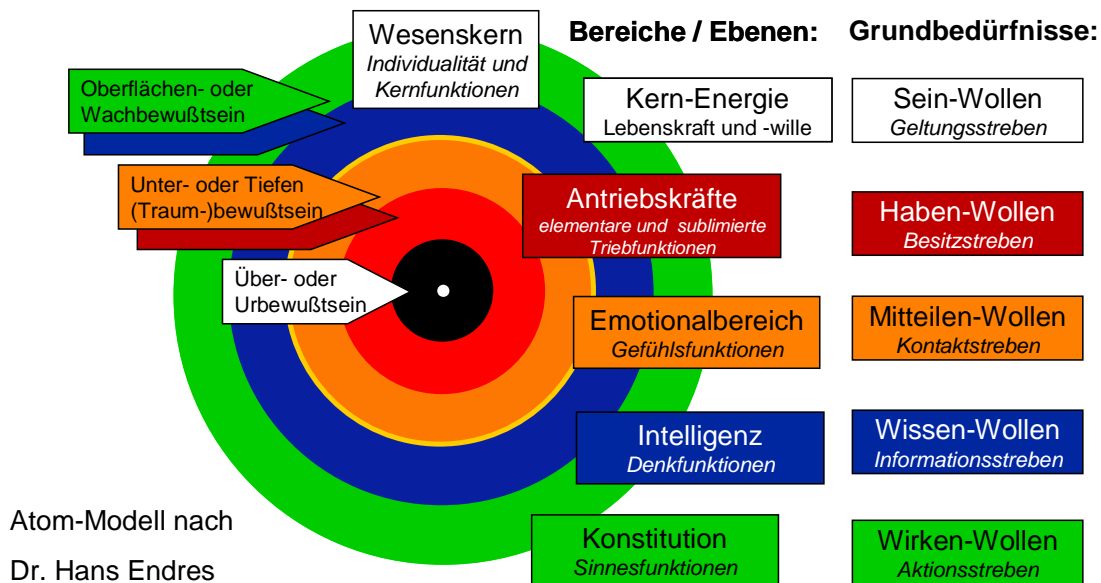 Bereiche / Ebenen:
Grundbedürfnisse:
Wesenskern
Individualität und
Kernfunktionen
Oberflächen- oder
Wachbewußtsein
Unter- oder Tiefen
(Traum-)bewußtsein
Über- oder
Urbewußtsein
Kern-Energie
Lebenskraft und -wille
Sein-Wollen
Geltungsstreben
Antriebskräfte
elementare und sublimierte
Triebfunktionen
Haben-Wollen
Besitzstreben
Emotionalbereich
Gefühlsfunktionen
Mitteilen-Wollen
Kontaktstreben
Intelligenz
Denkfunktionen
Wissen-Wollen
Informationsstreben
Konstitution
Sinnesfunktionen
Wirken-Wollen
Aktionsstreben
Atom-Modell nach
Dr. Hans Endres